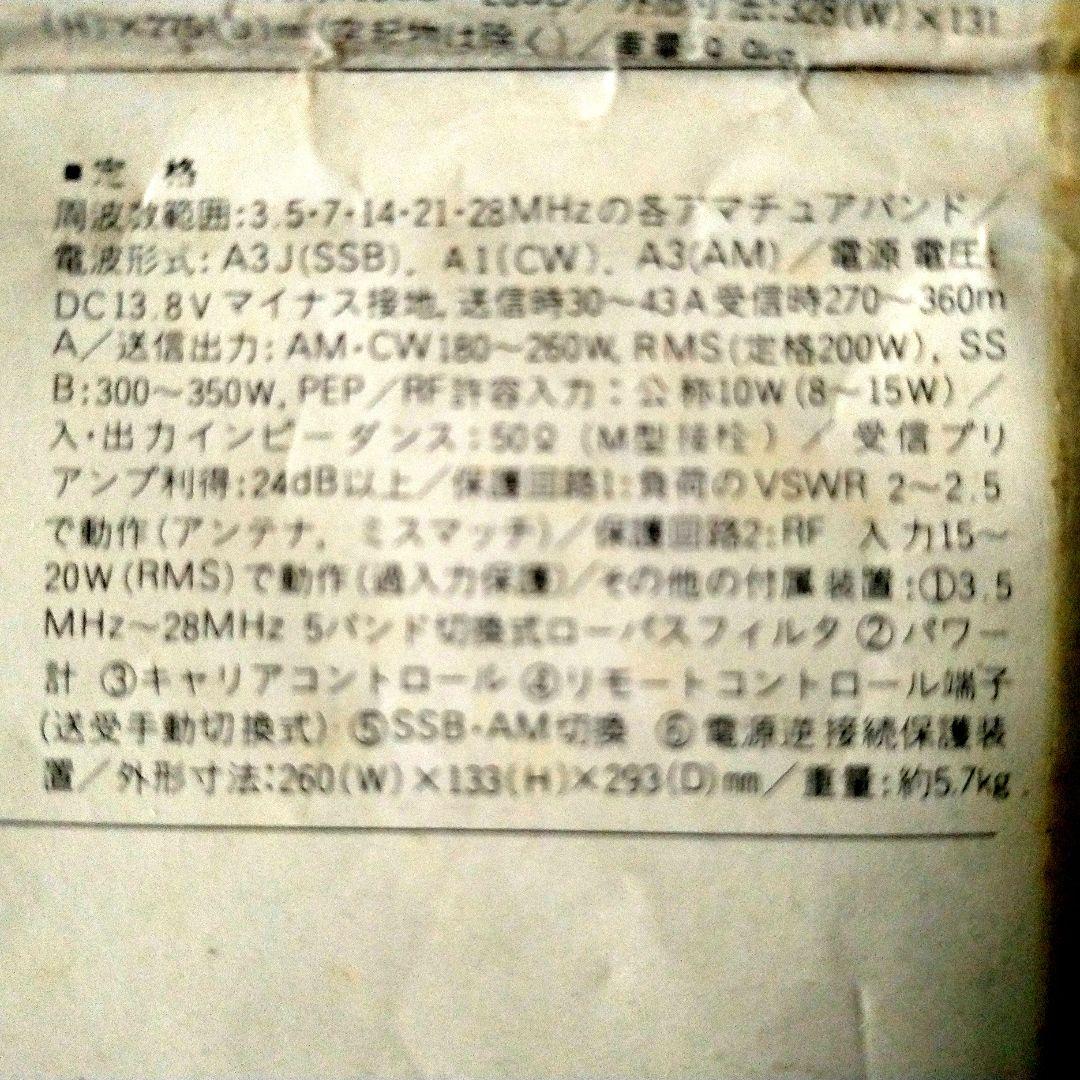 法:328(W)×131
(H)×275(D)㎜(突起物は除く)/重量
■定 格
周波数範囲:3.5・7・14・21・28MHzの各アマチュアバンド/
電波形式: A3J(SSB), A1(CW), A3(AM)/電源電圧:
DC13.8Vマイナス接地, 送信時30〜43A受信時270〜360m
A/送信出力: AM・CW180〜260W, RMS(定格200W), SS
B:300〜350W, PEP/RF許容入力:公称10W(8〜15W)/
入・出力インピーダンス:50Ω (M型接栓) / 受信プリ
アンプ利得:24dB以上/保護回路1:負荷のVSWR 2〜2.5
で動作(アンテナ, ミスマッチ)/保護回路2:RF 入力15〜
20W(RMS)で動作(過入力保護)/その他の付属装置:①3.5
MHz〜28MHz 5バンド切換式ローパスフィルタ②パワー
計 ③キャリアコントロール ④リモートコントロール端子
(送受手動切換式) ⑤SSB・AM切換 ⑥電源逆接続保護装
置/外形寸法:260(W)×133(H)×293(D)㎜/重量:約5.7kg.